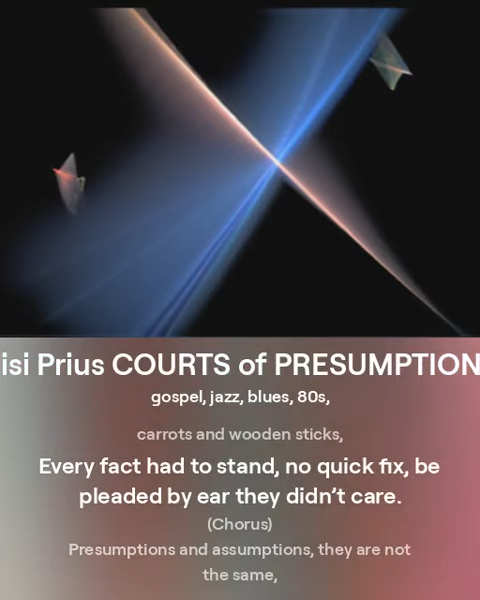 isi Prius COURTS of PRESUMPTION
gospel, jazz, blues, 80s,
carrots and wooden sticks,
Every fact had to stand, no quick fix, be
pleaded by ear they didn’t care.
(Chorus)
Presumptions and assumptions, they are not
the same,